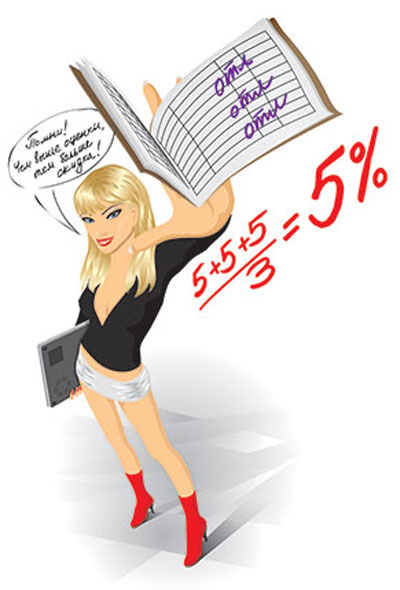 Помни!
Чем выше оценки,
тем больше
скидка!
отл
отл
отл
5+5+5
3
= 5%